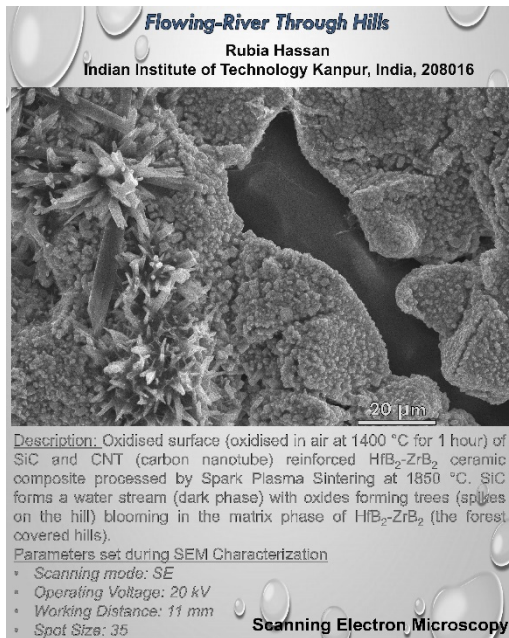 Flowing-River Through Hills
Rubia Hassan
Indian Institute of Technology Kanpur, India, 208016
20 µm
Description: Oxidised surface (oxidised in air at 1400 °C for 1 hour) of
SiC and CNT (carbon nanotube) reinforced HfB₂-ZrB₂ ceramic
composite processed by Spark Plasma Sintering at 1850 °C. SiC
forms a water stream (dark phase) with oxides forming trees (spikes
on the hill) blooming in the matrix phase of HfB₂-ZrB₂ (the forest
covered hills).
Parameters set during SEM Characterization
• Scanning mode: SE
• Operating Voltage: 20 kV
• Working Distance: 11 mm
• Spot Size: 35
Scanning Electron Microscopy